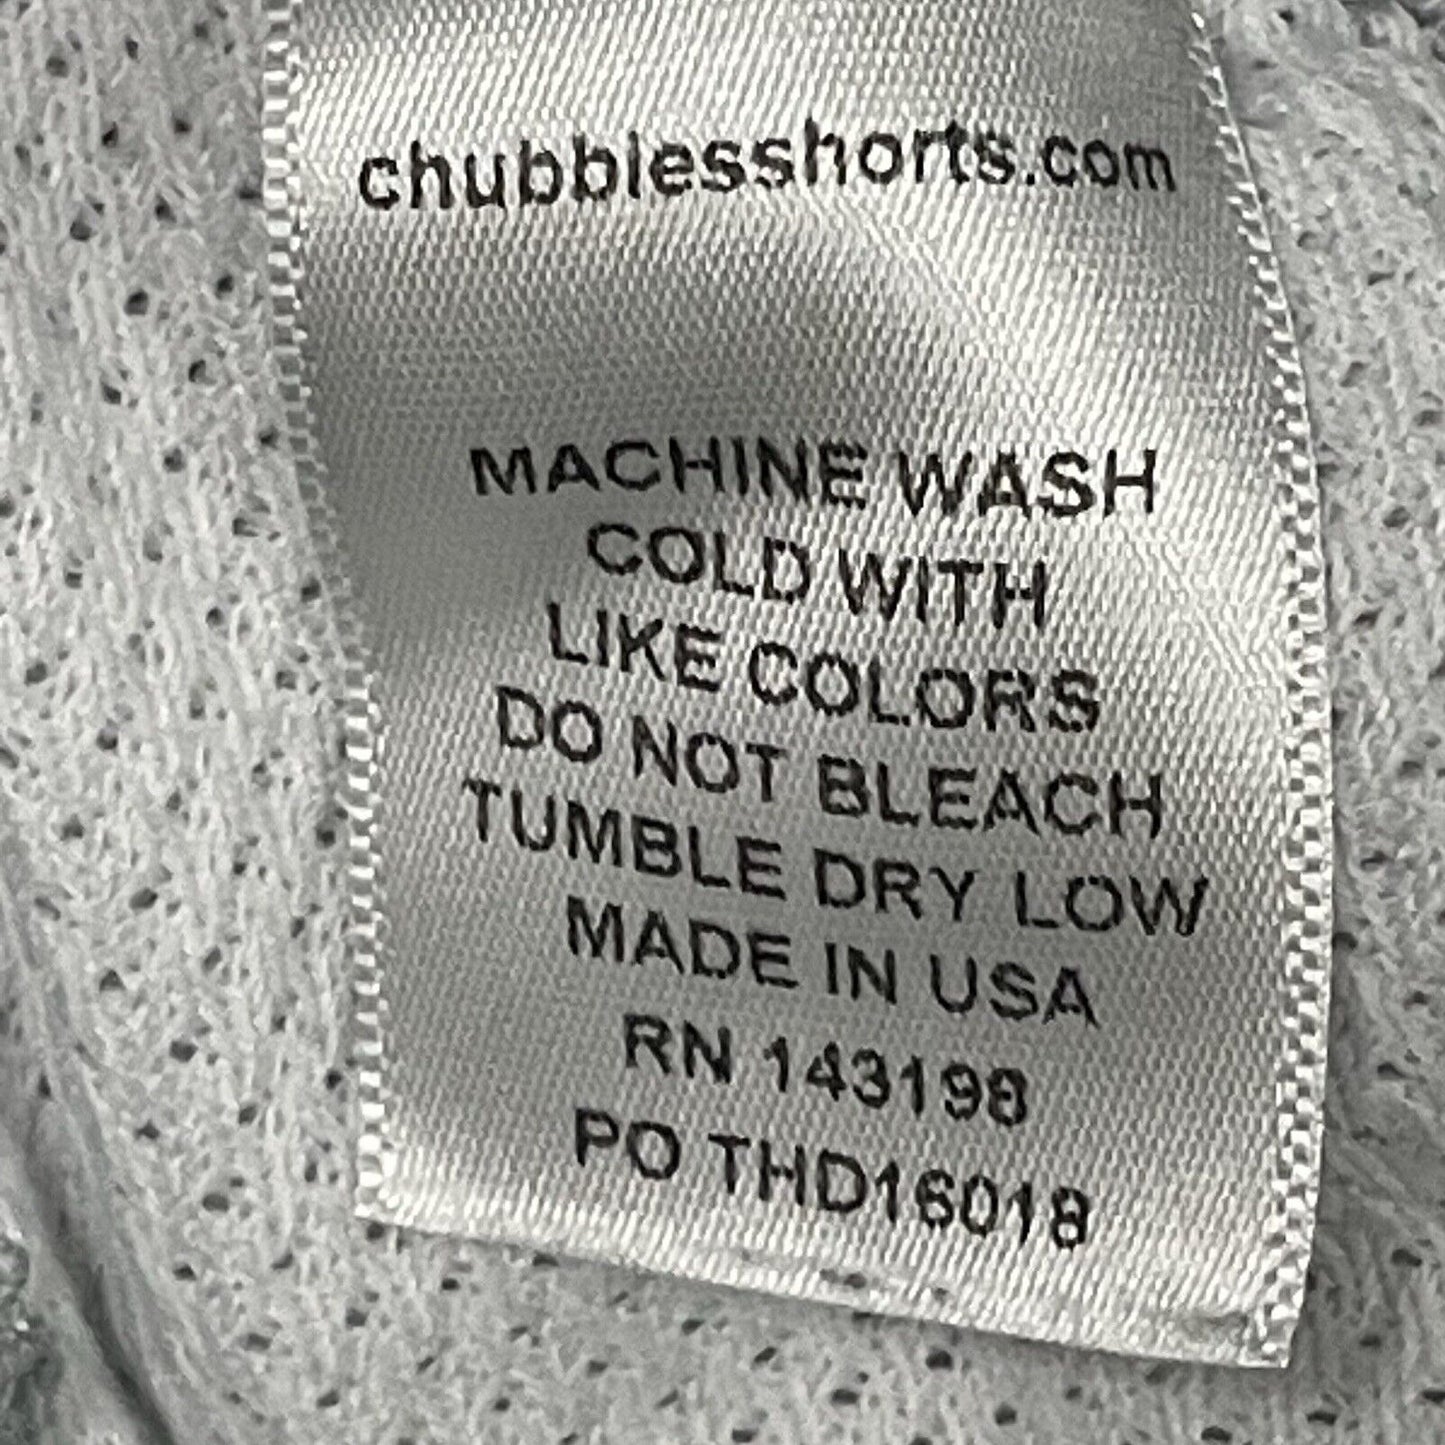 chubblesshorts.com
MACHINE WASH
COLD WITH
LIKE COLORS
DO NOT BLEACH
TUMBLE DRY LOW
MADE IN USA
RN 143198
PO THD16018